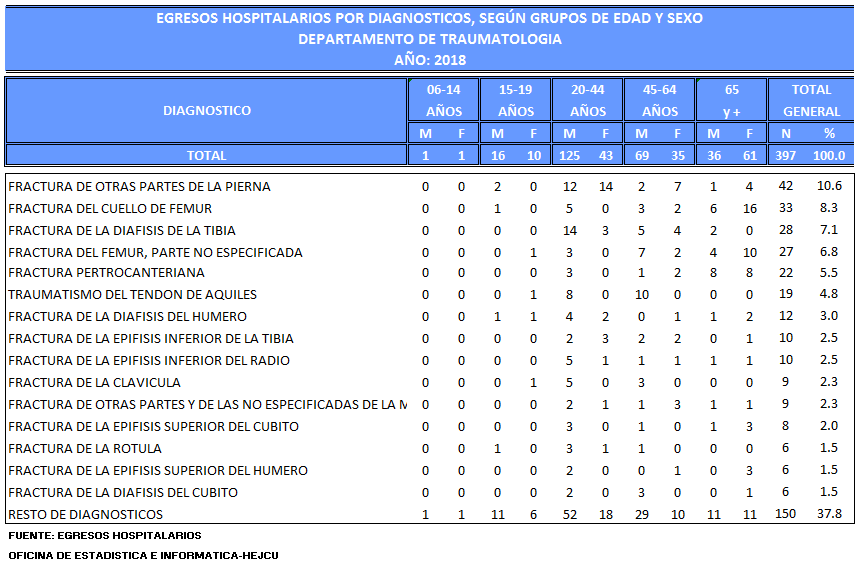 EGRESOS HOSPITALARIOS POR DIAGNOSTICOS, SEGÚN GRUPOS DE EDAD Y SEXO
DEPARTAMENTO DE TRAUMATOLOGIA
AÑO: 2018
DIAGNOSTICO 06-14 AÑOS 15-19 AÑOS 20-44 AÑOS 45-64 AÑOS 65 y + TOTAL GENERAL
M F M F M F M F M F N %
TOTAL 1 1 16 10 125 43 69 35 36 61 397 100.0
FRACTURA DE OTRAS PARTES DE LA PIERNA 0 0 2 0 12 14 2 7 1 4 42 10.6
FRACTURA DEL CUELLO DE FEMUR 0 0 1 0 5 0 3 2 6 16 33 8.3
FRACTURA DE LA DIAFISIS DE LA TIBIA 0 0 0 0 14 3 5 4 2 0 28 7.1
FRACTURA DEL FEMUR, PARTE NO ESPECIFICADA 0 0 0 1 3 0 7 2 4 10 27 6.8
FRACTURA PERTROCANTERIANA 0 0 0 0 3 0 1 2 8 8 22 5.5
TRAUMATISMO DEL TENDON DE AQUILES 0 0 0 1 8 0 10 0 0 0 19 4.8
FRACTURA DE LA DIAFISIS DEL HUMERO 0 0 1 1 4 2 0 1 1 2 12 3.0
FRACTURA DE LA EPIFISIS INFERIOR DE LA TIBIA 0 0 0 0 2 3 2 2 0 1 10 2.5
FRACTURA DE LA EPIFISIS INFERIOR DEL RADIO 0 0 0 0 5 1 1 1 1 1 10 2.5
FRACTURA DE LA CLAVICULA 0 0 0 1 5 0 3 0 0 0 9 2.3
FRACTURA DE OTRAS PARTES Y DE LAS NO ESPECIFICADAS DE LA M 0 0 0 0 2 1 1 3 1 1 9 2.3
FRACTURA DE LA EPIFISIS SUPERIOR DEL CUBITO 0 0 0 0 3 0 1 0 1 3 8 2.0
FRACTURA DE LA ROTULA 0 0 1 0 3 1 1 0 0 0 6 1.5
FRACTURA DE LA EPIFISIS SUPERIOR DEL HUMERO 0 0 0 0 2 0 0 1 0 3 6 1.5
FRACTURA DE LA DIAFISIS DEL CUBITO 0 0 0 0 2 0 3 0 0 1 6 1.5
RESTO DE DIAGNOSTICOS 1 1 11 6 52 18 29 10 11 11 150 37.8
FUENTE: EGRESOS HOSPITALARIOS
OFICINA DE ESTADISTICA E INFORMATICA-HEJCU